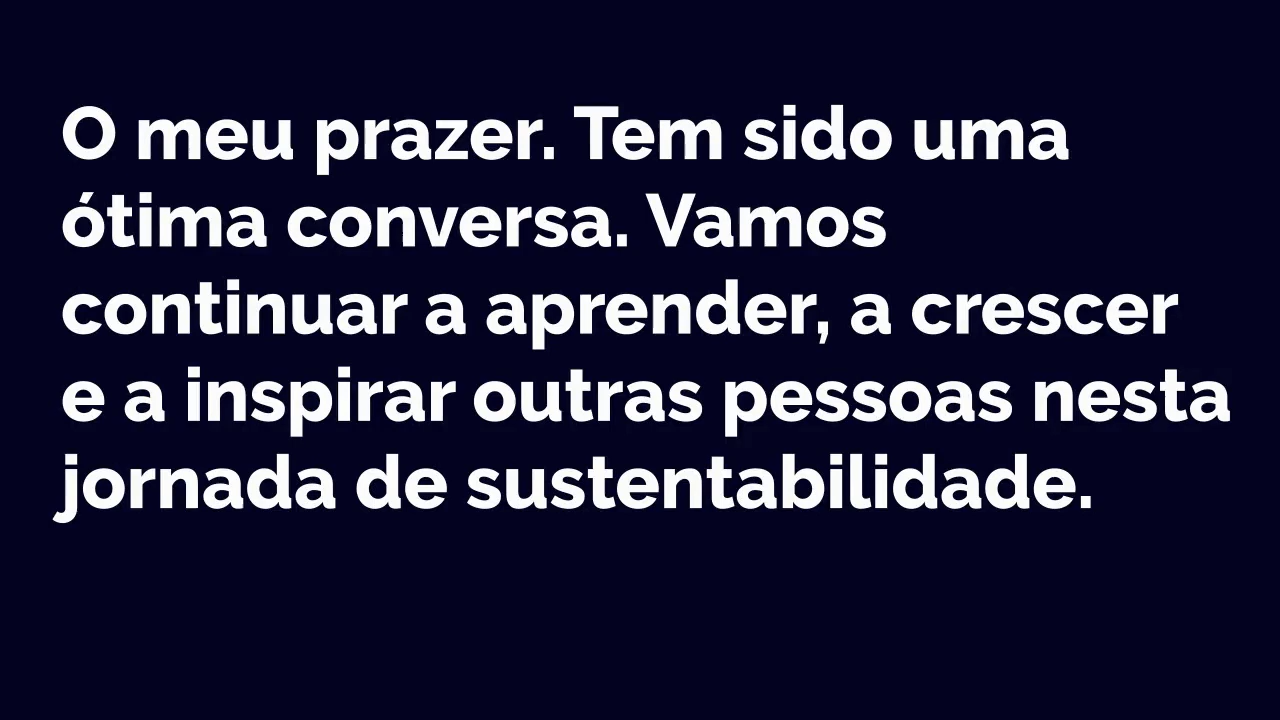 O meu prazer. Tem sido uma
ótima conversa. Vamos
continuar a aprender, a crescer
e a inspirar outras pessoas nesta
jornada de sustentabilidade.